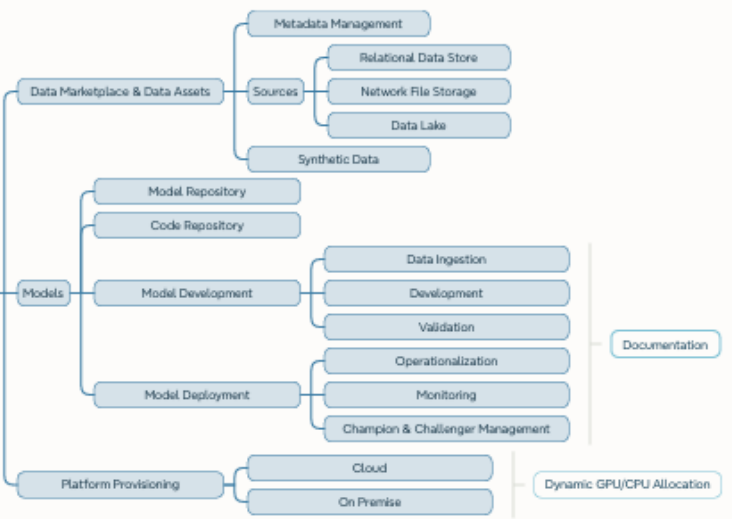 Metadata Management
Relational Data Store
Data Marketplace & Data Assets
Sources
Network File Storage
Data Lake
Synthetic Data
Model Repository
Code Repository
Data Ingestion
Models
Model Development
Development
Validation
Documentation
Operationalization
Model Deployment
Monitoring
Champion & Challenger Management
Cloud
Platform Provisioning
Dynamic GPU/CPU Allocation
On Premise